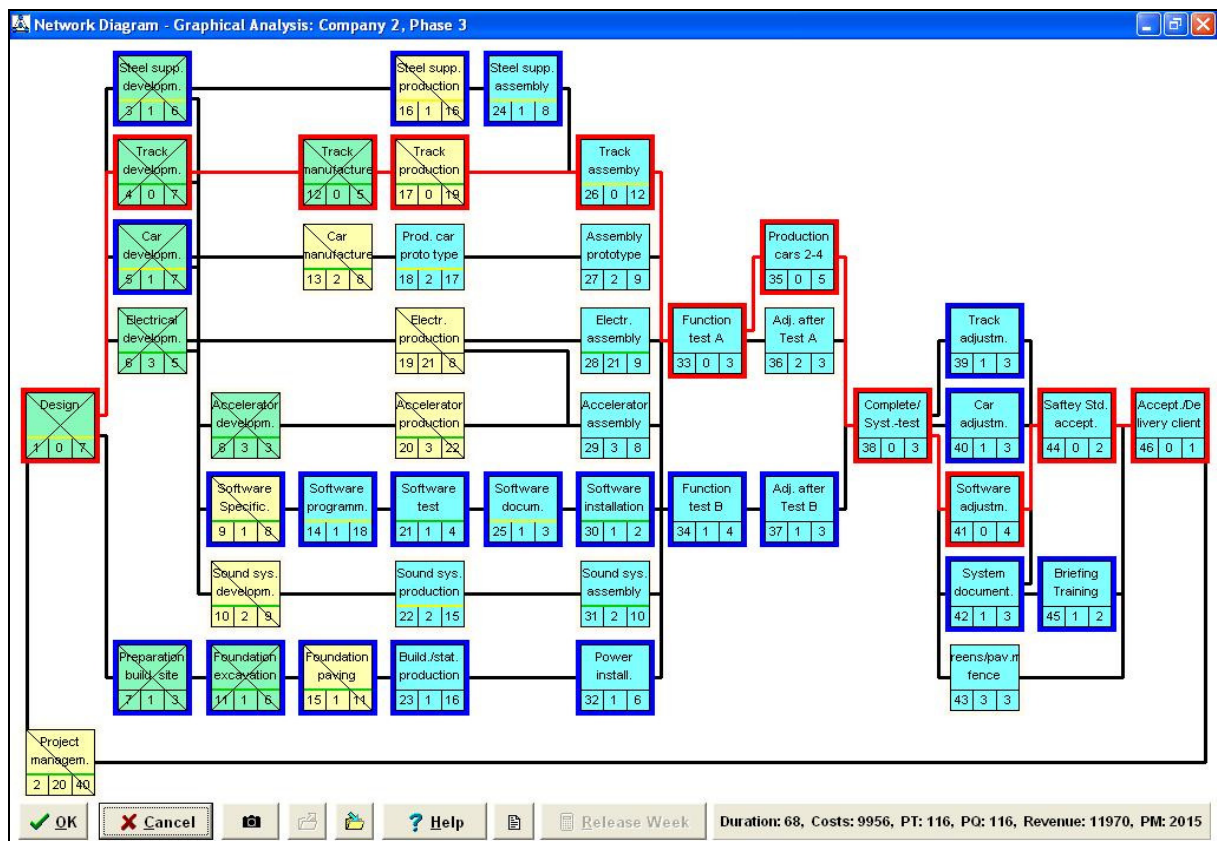 Network Diagram - Graphical Analysis: Company 2, Phase 3
Steel supp.
developm.
3 1 6
Steel supp.
production
16 1 16
Steel supp.
assembly
24 1 8
Track
developm.
4 0 7
Track
manufacture
12 0 5
Track
production
17 0 19
Track
assemby
26 0 12
Car
developm.
5 1 7
Car
manufacture
13 2 8
Prod. car
proto type
18 2 17
Assembly
prototype
27 2 9
Production
cars 2-4
35 0 5
Electrical
developm.
6 3 5
Electr.
production
19 21 8
Electr.
assembly
28 21 9
Function
test A
33 0 3
Adj. after
Test A
36 2 3
Track
adjustm.
39 1 3
Design
1 0 7
Accelerator
developm.
6 3 3
Accelerator
production
20 3 22
Accelerator
assembly
29 3 8
Complete/
Syst.-test
38 0 3
Car
adjustm.
40 1 3
Saftey Std.
accept.
44 0 2
Accept./De
livery client
46 0 1
Software
Specific.
9 1 8
Software
programm.
14 1 18
Software
test
21 1 4
Software
docum.
25 1 3
Software
installation
30 1 2
Function
test B
34 1 4
Adj. after
Test B
37 1 3
Software
adjustm.
41 0 4
Sound sys.
developm.
10 2 9
Sound sys.
production
22 2 15
Sound sys.
assembly
31 2 10
System
document.
42 1 3
Briefing
Training
45 1 2
Preparation
build. site
7 1 3
Foundation
excavation
11 1 6
Foundation
paving
15 1 11
Build./stat.
production
23 1 16
Power
install.
32 1 6
reens/pav.m
fence
43 3 3
Project
managem.
2 20 40
OK
Cancel
? Help
Release Week
Duration: 68, Costs: 9956, PT: 116, PQ: 116, Revenue: 11970, PM: 2015